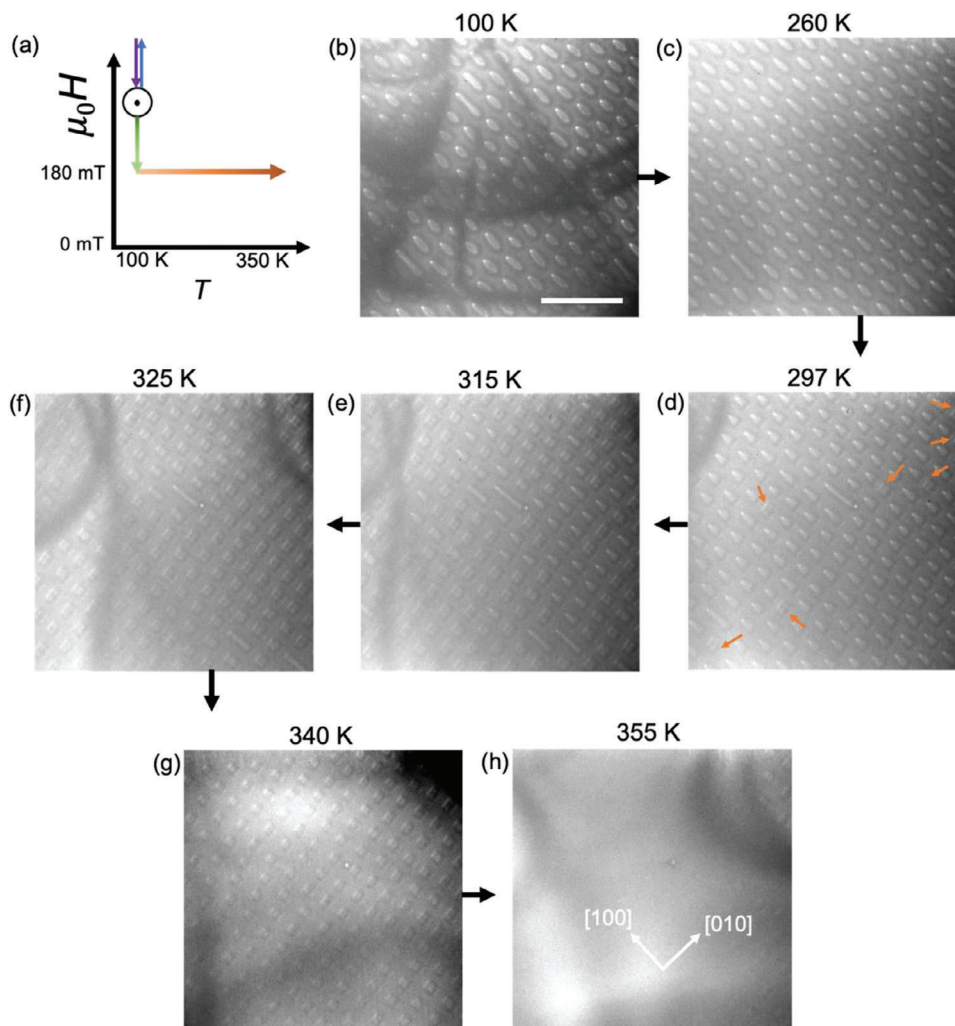 (a)
μ₀H
180 mT
0 mT
100 K
350 K
T
100 K
(b)
260 K
(c)
325 K
(f)
315 K
(e)
297 K
(d)
340 K
(g)
355 K
(h)
[100]
[010]